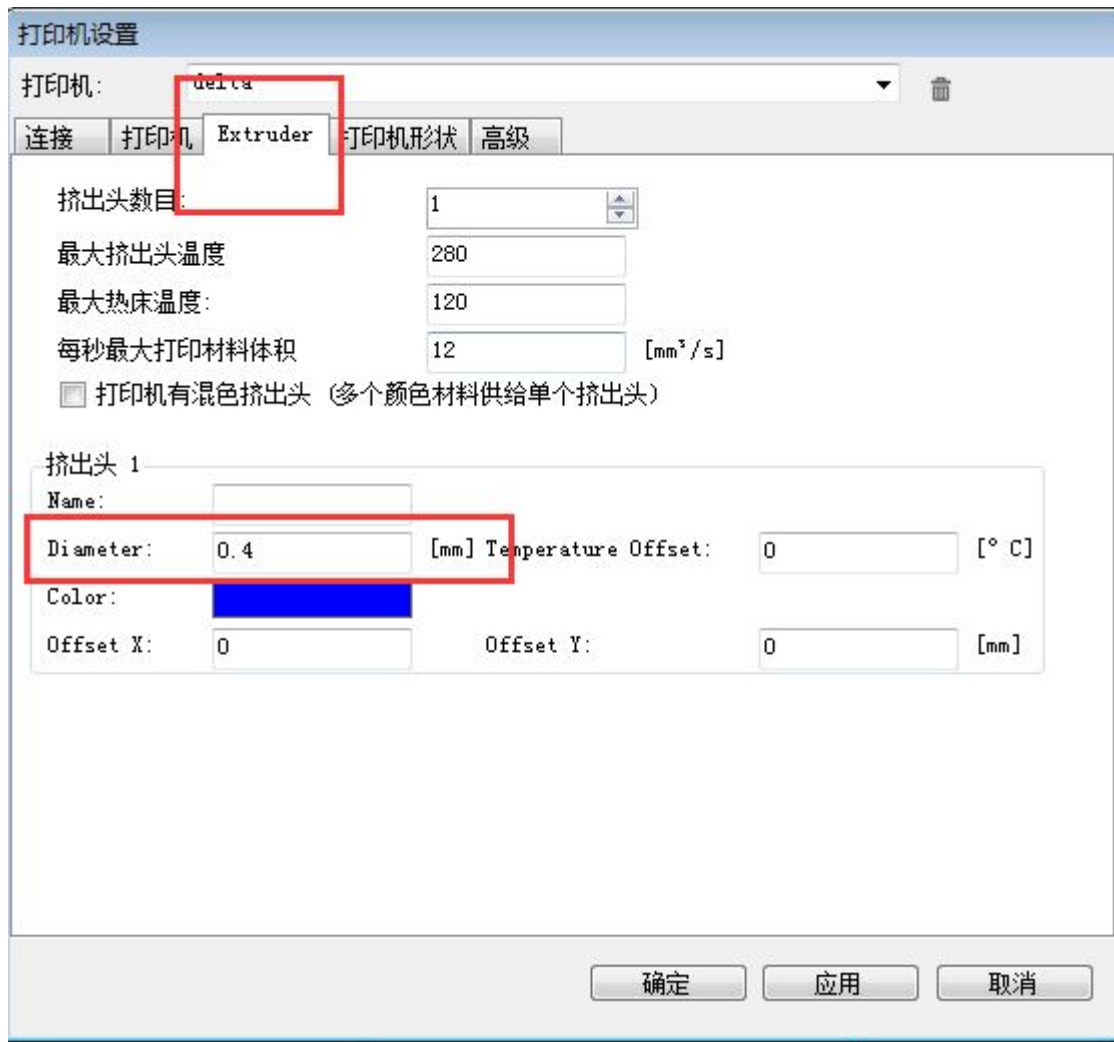 打印机设置
打印机: delta
连接 打印机 Extruder 打印机形状 高级
挤出头数目: 1
最大挤出头温度 280
最大热床温度: 120
每秒最大打印材料体积 12 [mm³/s]
打印机有混色挤出头 (多个颜色材料供给单个挤出头)
挤出头 1
Name:
Diameter: 0.4 [mm] Temperature Offset: 0 [° C]
Color:
Offset X: 0 Offset Y: 0 [mm]
确定 应用 取消